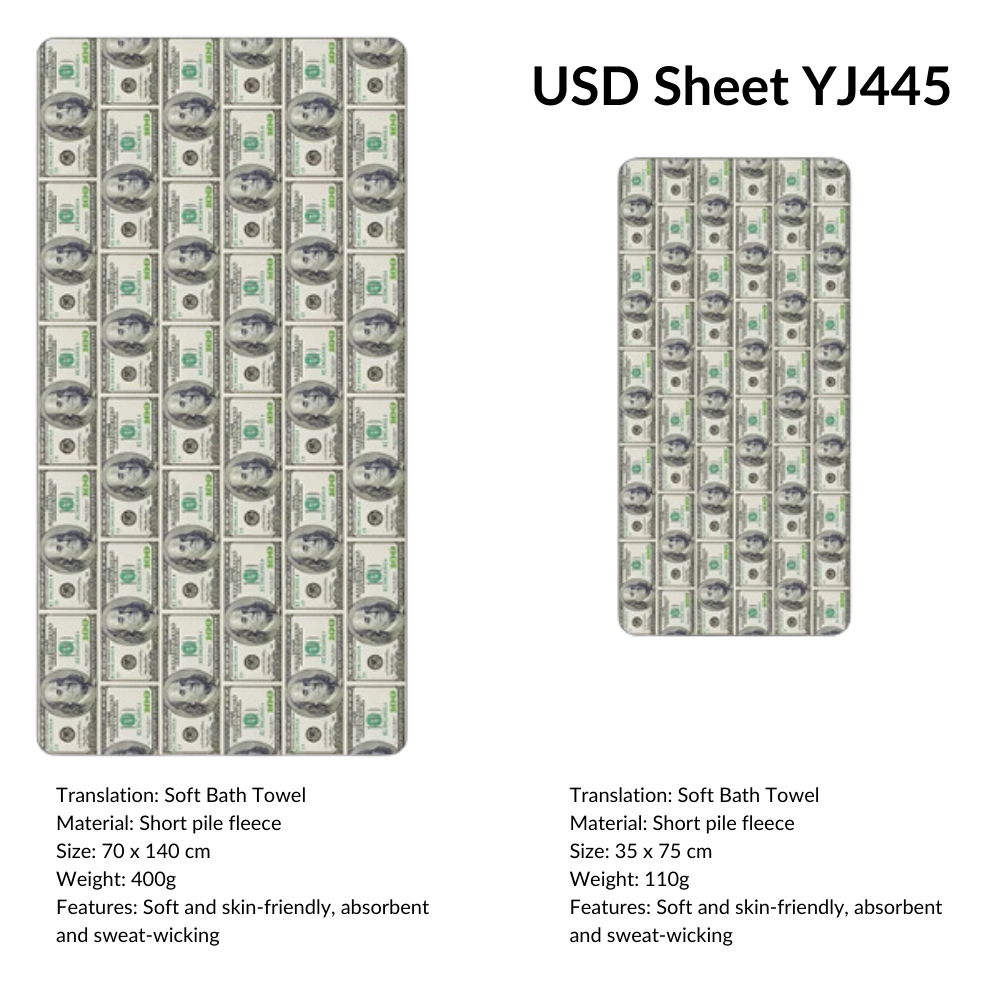 USD Sheet YJ445
Translation: Soft Bath Towel
Material: Short pile fleece
Size: 70 x 140 cm
Weight: 400g
Features: Soft and skin-friendly, absorbent
and sweat-wicking
Translation: Soft Bath Towel
Material: Short pile fleece
Size: 35 x 75 cm
Weight: 110g
Features: Soft and skin-friendly, absorbent
and sweat-wicking